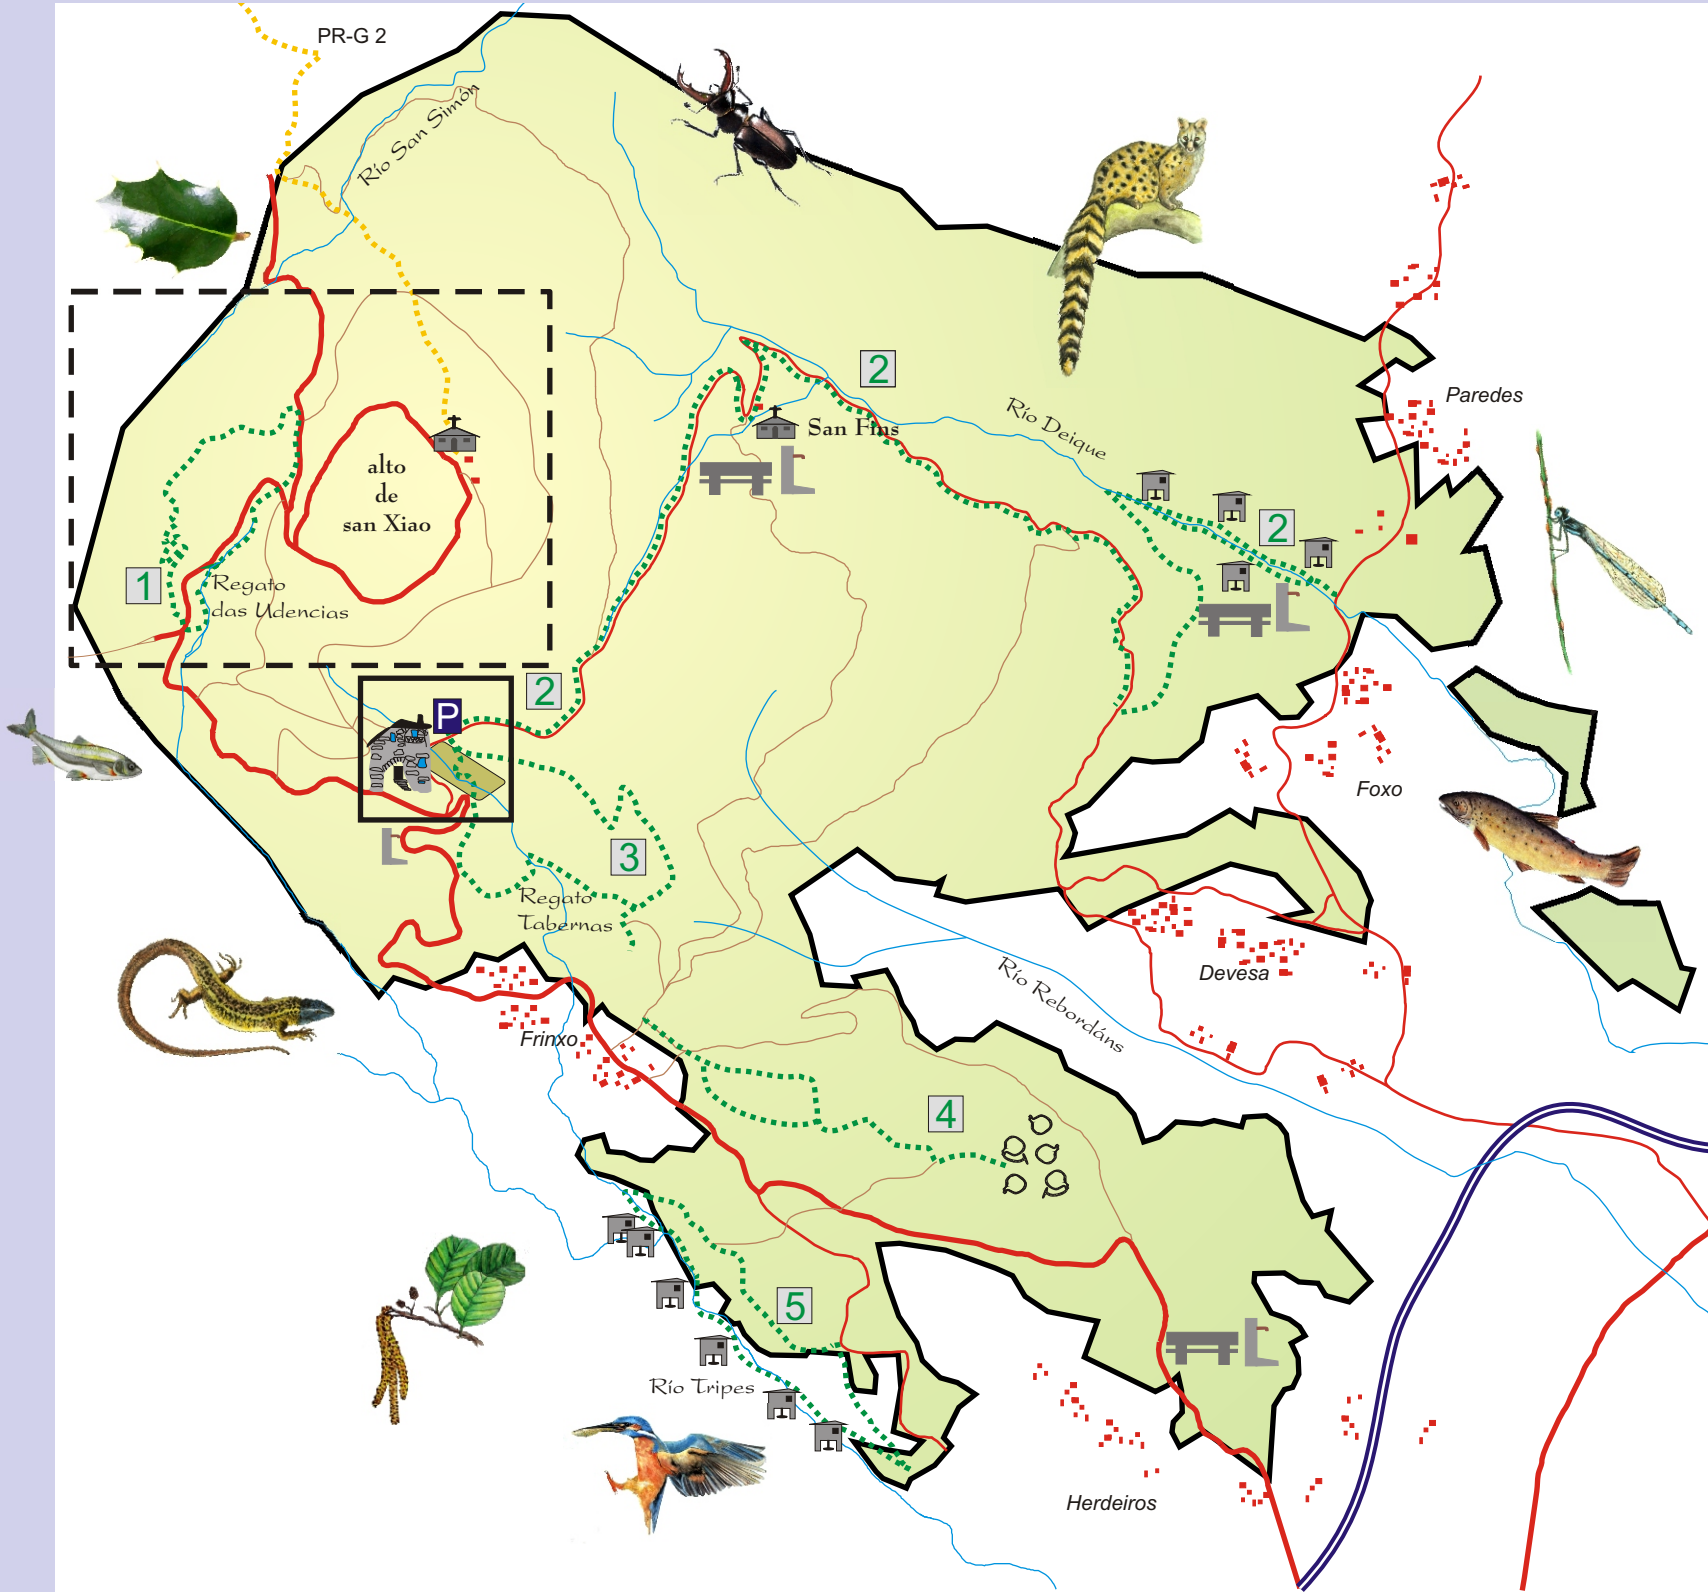 PR-G 2
Río San Simón
2
Paredes
San Fins
Río Deique
alto
de
san Xiao
2
1
Regato
das Udencias
2
P
Foxo
3
Regato
Tabernas
Devesa
Río Rebordáns
Frinxo
4
5
Río Tripes
Herdeiros